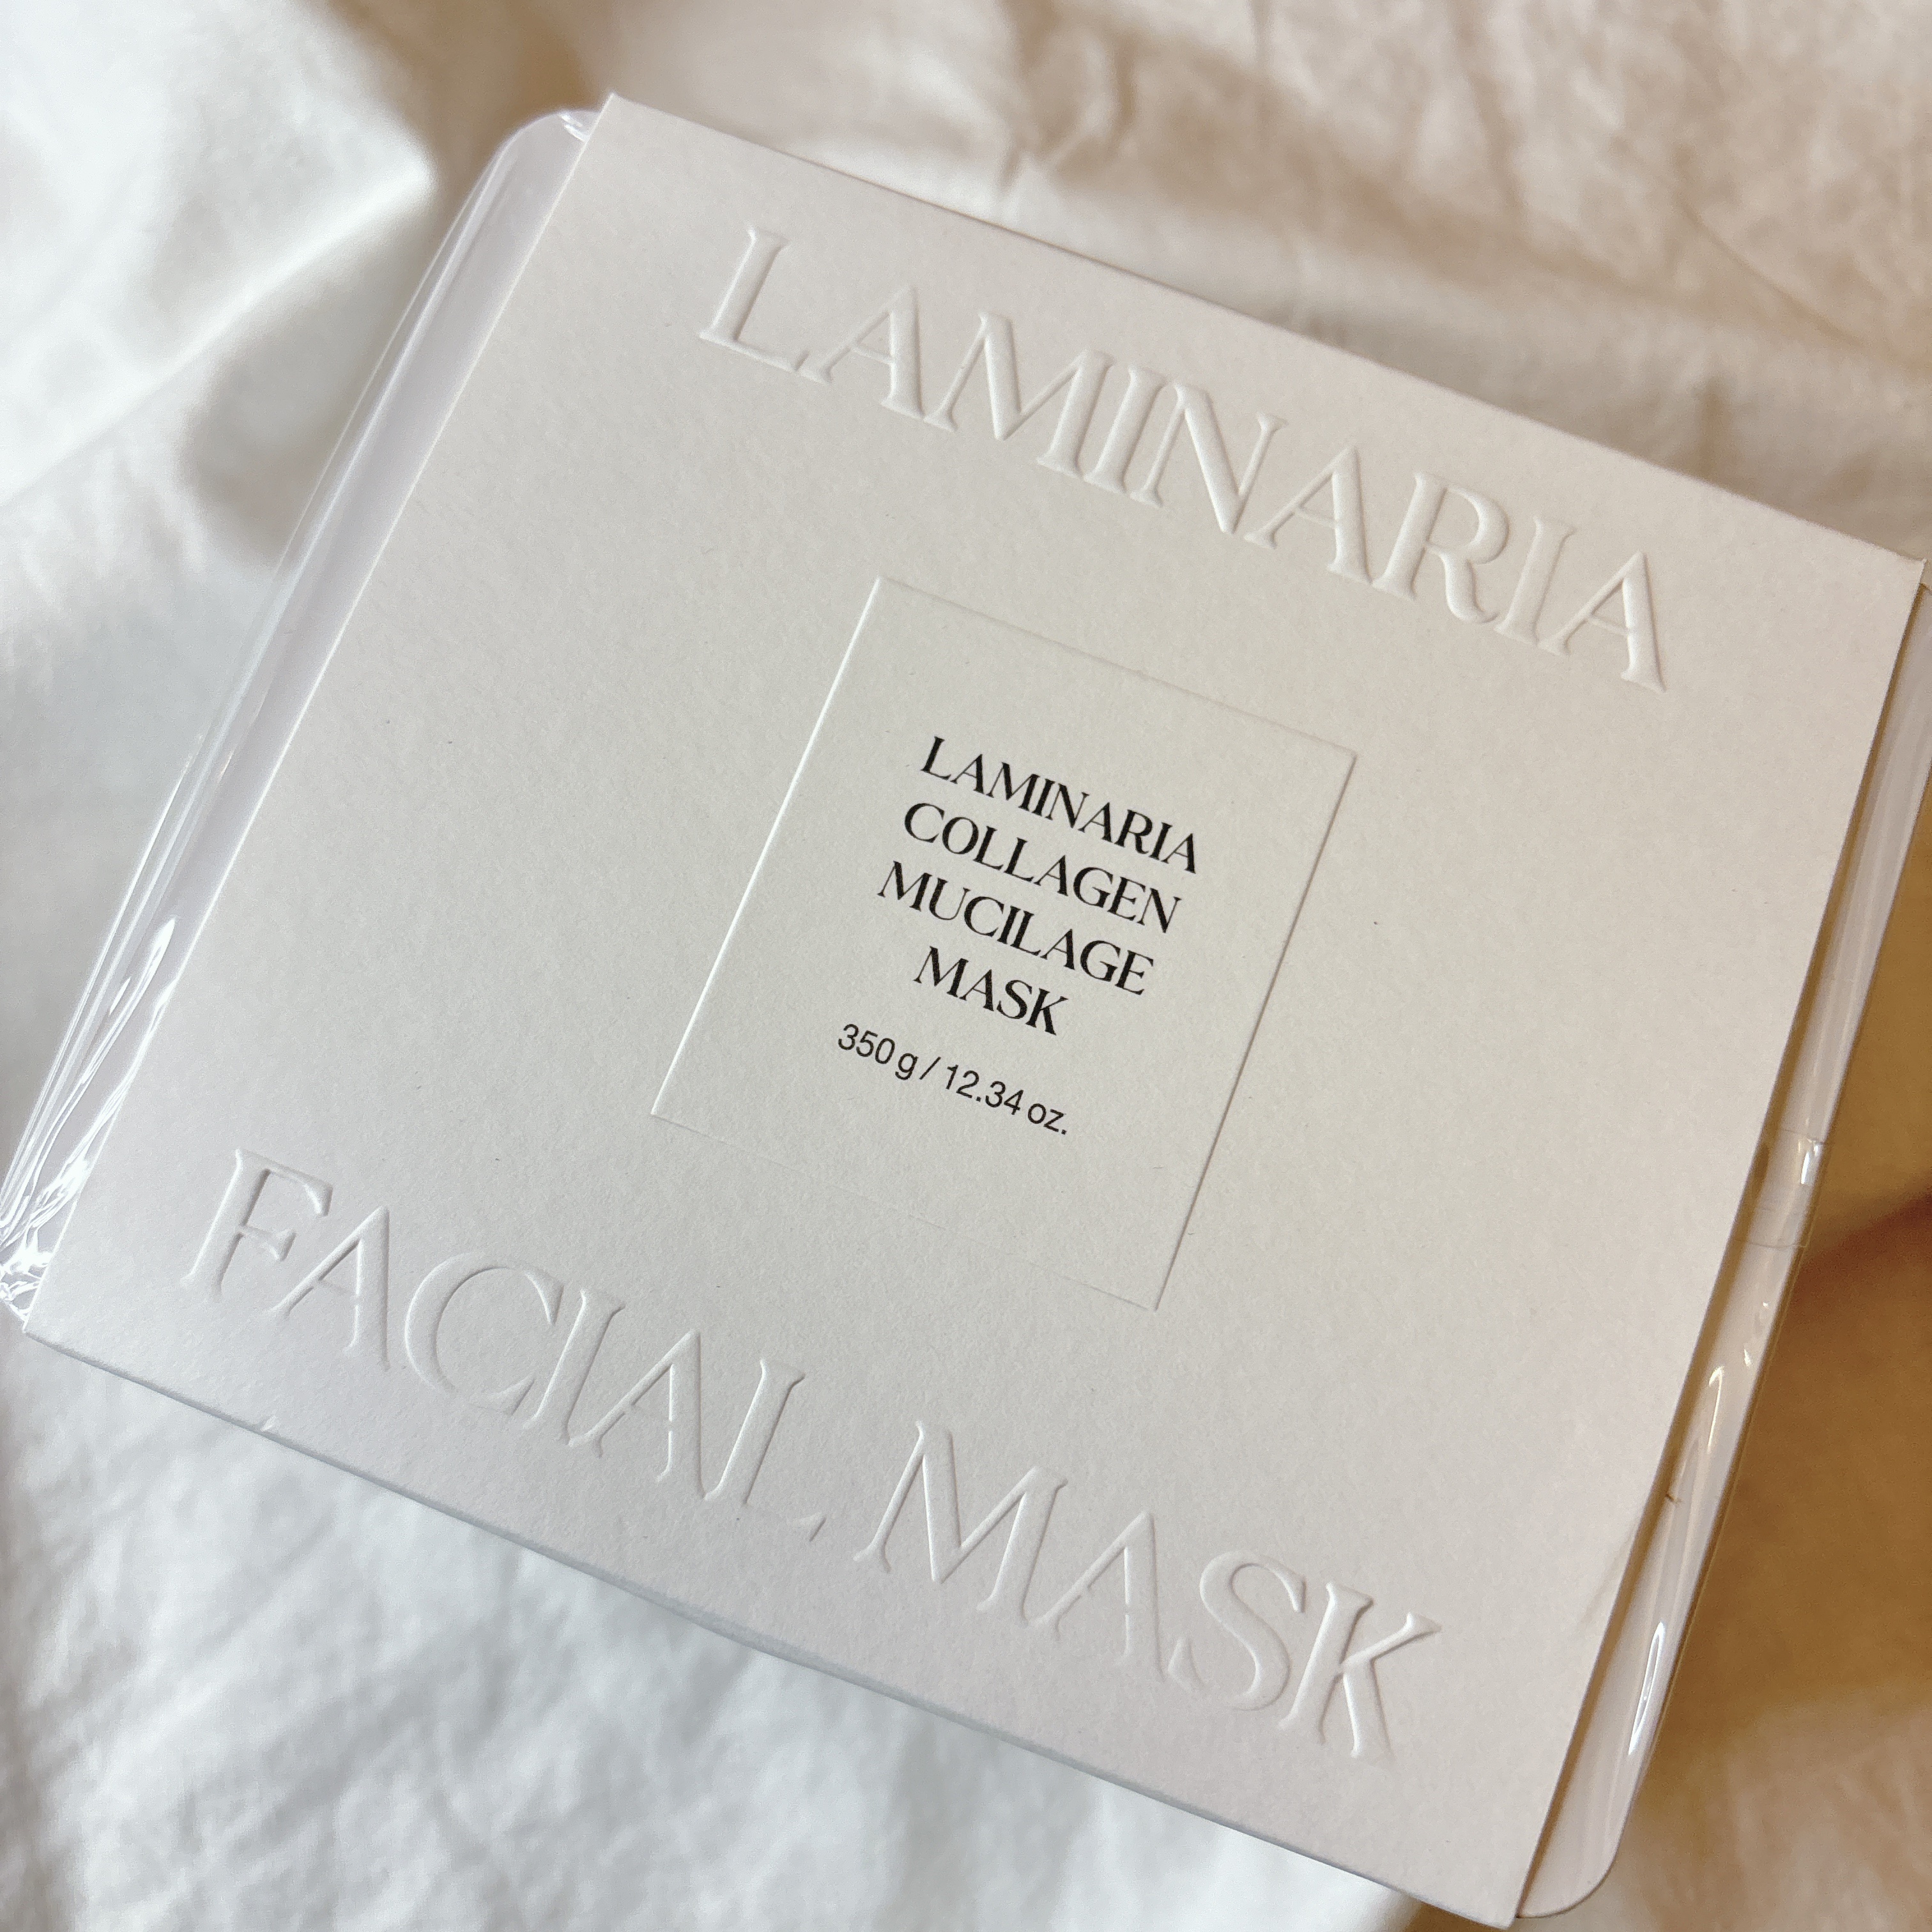 LAMINARIA
LAMINARIA
COLLAGEN
MUCILAGE
MASK
350 g / 12.34 oz.
FACIAL MASK